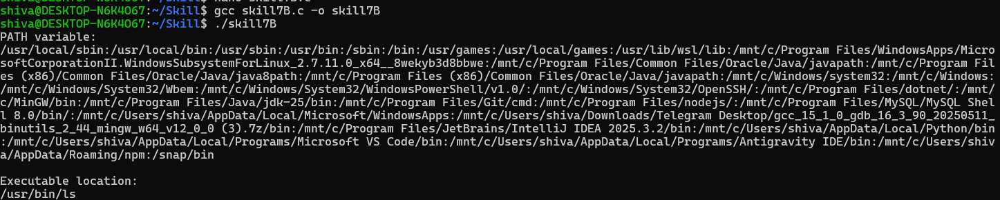 shiva@DESKTOP-N6K4O67:~/Skill$ gcc skill7B.c -o skill7B
shiva@DESKTOP-N6K4O67:~/Skill$ ./skill7B
PATH variable:
/usr/local/sbin:/usr/local/bin:/usr/sbin:/usr/bin:/sbin:/bin:/usr/games:/usr/local/games:/usr/lib/wsl/lib:/mnt/c/Program Files/WindowsApps/Micro
softCorporationII.WindowsSubsystemForLinux_2.7.11.0_x64__8wekyb3d8bbwe:/mnt/c/Program Files/Common Files/Oracle/Java/javapath:/mnt/c/Program Fil
es (x86)/Common Files/Oracle/Java/java8path:/mnt/c/Program Files (x86)/Common Files/Oracle/Java/javapath:/mnt/c/Windows/system32:/mnt/c/Windows:
/mnt/c/Windows/System32/Wbem:/mnt/c/Windows/System32/WindowsPowerShell/v1.0/:/mnt/c/Windows/System32/OpenSSH/:/mnt/c/Program Files/dotnet/:/mnt/
c/MinGW/bin:/mnt/c/Program Files/Java/jdk-25/bin:/mnt/c/Program Files/Git/cmd:/mnt/c/Program Files/nodejs/:/mnt/c/Program Files/MySQL/MySQL Shel
l 8.0/bin/:/mnt/c/Users/shiva/AppData/Local/Microsoft/WindowsApps:/mnt/c/Users/shiva/Downloads/Telegram Desktop/gcc_15_1_0_gdb_16_3_90_20250511_
binutils_2_44_mingw_w64_v12_0_0 (3).7z/bin:/mnt/c/Program Files/JetBrains/IntelliJ IDEA 2025.3.2/bin:/mnt/c/Users/shiva/AppData/Local/Python/bin
:/mnt/c/Users/shiva/AppData/Local/Programs/Microsoft VS Code/bin:/mnt/c/Users/shiva/AppData/Local/Programs/Antigravity IDE/bin:/mnt/c/Users/shiv
a/AppData/Roaming/npm:/snap/bin
Executable location:
/usr/bin/ls